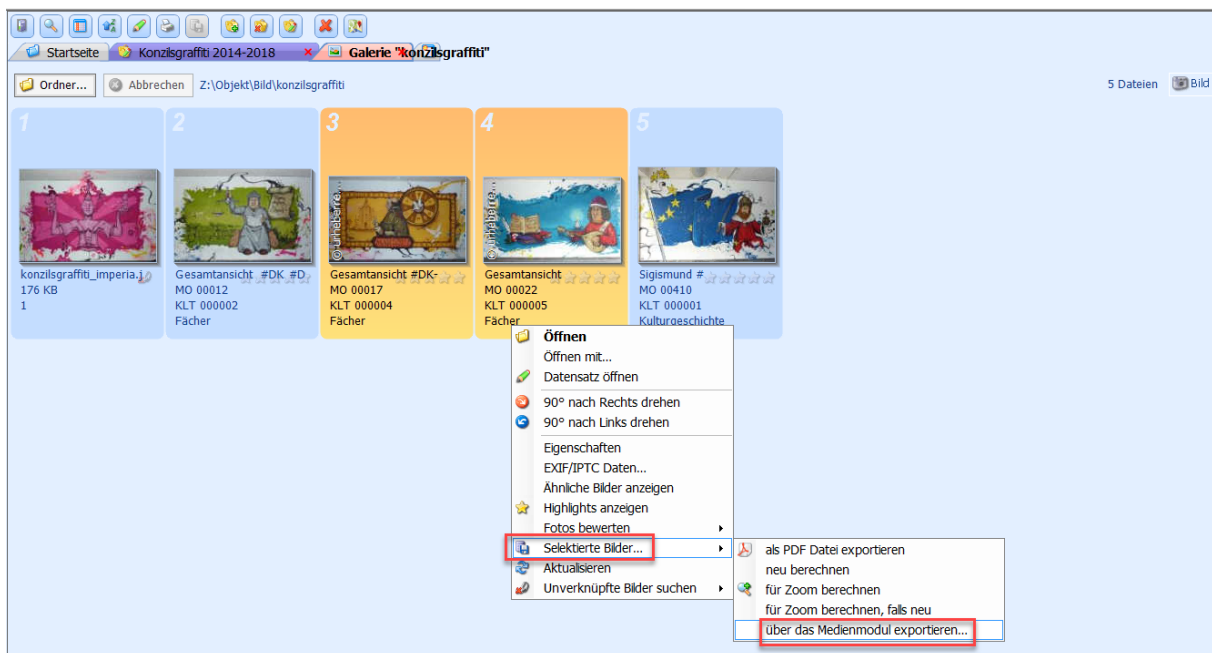 Startseite
Konzilsgraffiti 2014-2018
Galerie "konzilsgraffiti"
Ordner...
Abbrechen
Z:\Objekt\Bild\konzilsgraffiti
5 Dateien
Bild
1
2
3
4
5
konzilsgraffiti_imperia.j
176 KB
1
Gesamtansicht #DK #D
MO 00012
KLT 000002
Fächer
Gesamtansicht #DK-
MO 00017
KLT 000004
Fächer
Gesamtansicht
MO 00022
KLT 000005
Fächer
Sigismund #
MO 00410
KLT 000001
Kulturgeschichte
Öffnen
Öffnen mit...
Datensatz öffnen
90° nach Rechts drehen
90° nach Links drehen
Eigenschaften
EXIF/IPTC Daten...
Ähnliche Bilder anzeigen
Highlights anzeigen
Fotos bewerten
Selektierte Bilder...
Aktualisieren
Unverknüpfte Bilder suchen
als PDF Datei exportieren
neu berechnen
für Zoom berechnen
für Zoom berechnen, falls neu
über das Medienmodul exportieren...